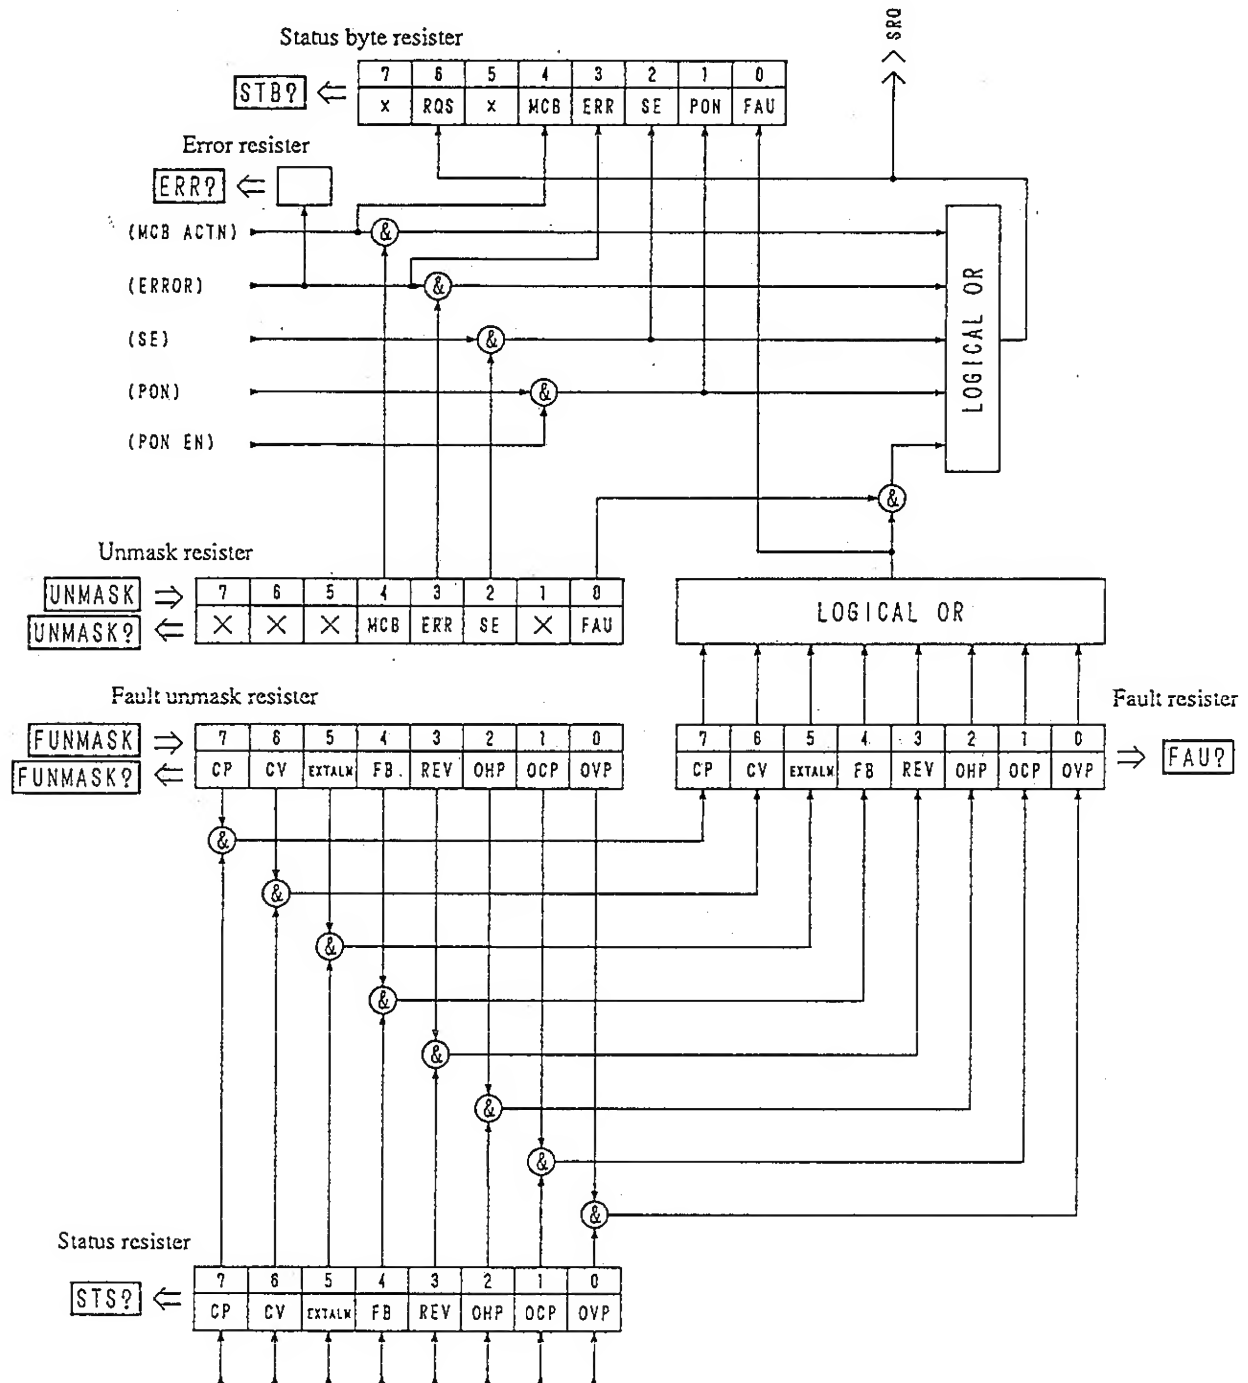 SRQ
Status byte resister
7 6 5 4 3 2 1 0
STB?
× RQS × MCB ERR SE PON FAU
Error resister
ERR?
(MCB ACTN)
&
(ERROR)
&
(SE)
&
(PON)
&
(PON EN)
LOGICAL OR
&
Unmask resister
UNMASK
7 6 5 4 3 2 1 0
UNMASK?
× × × MCB ERR SE × FAU
LOGICAL OR
Fault unmask resister
Fault resister
FUNMASK
7 6 5 4 3 2 1 0
7 6 5 4 3 2 1 0
FUNMASK?
CP CV EXTALM FB REV OHP OCP OVP
CP CV EXTALM FB REV OHP OCP OVP
FAU?
&
&
&
&
&
&
&
&
Status resister
7 6 5 4 3 2 1 0
STS?
CP CV EXTALM FB REV OHP OCP OVP